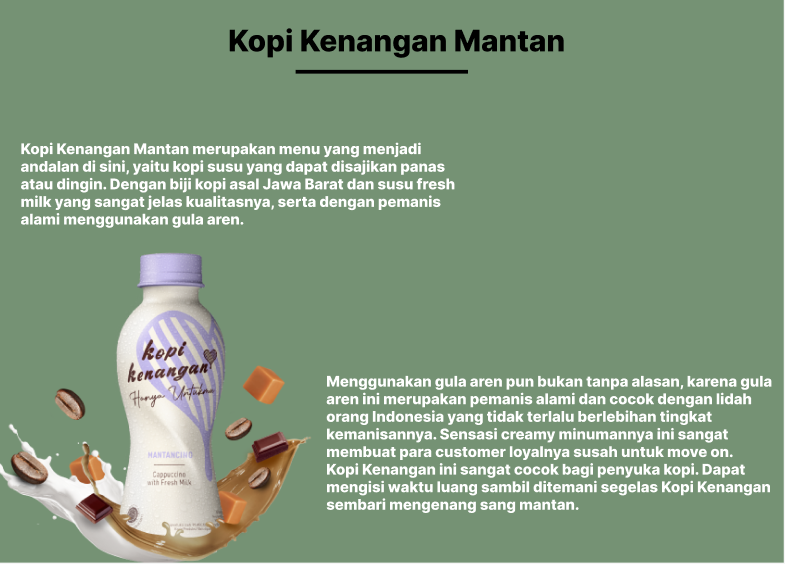 Kopi Kenangan Mantan
Kopi Kenangan Mantan merupakan menu yang menjadi
andalan di sini, yaitu kopi susu yang dapat disajikan panas
atau dingin. Dengan biji kopi asal Jawa Barat dan susu fresh
milk yang sangat jelas kualitasnya, serta dengan pemanis
alami menggunakan gula aren.
kopi
kenangan
Hanya Untukmu
MANTANCINO
Cappuccino
with Fresh Milk
Menggunakan gula aren pun bukan tanpa alasan, karena gula
aren ini merupakan pemanis alami dan cocok dengan lidah
orang Indonesia yang tidak terlalu berlebihan tingkat
kemanisannya. Sensasi creamy minumannya ini sangat
membuat para customer loyalnya susah untuk move on.
Kopi Kenangan ini sangat cocok bagi penyuka kopi. Dapat
mengisi waktu luang sambil ditemani segelas Kopi Kenangan
sembari mengenang sang mantan.